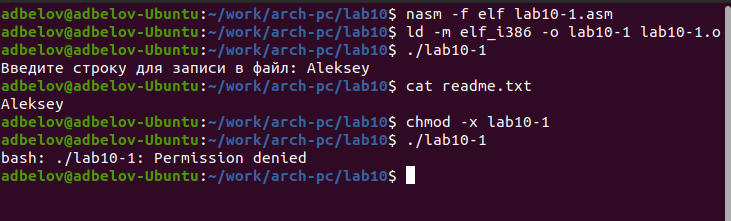 adbelov@adbelov-Ubuntu:~/work/arch-pc/lab10$ nasm -f elf lab10-1.asm
adbelov@adbelov-Ubuntu:~/work/arch-pc/lab10$ ld -m elf_i386 -o lab10-1 lab10-1.o
adbelov@adbelov-Ubuntu:~/work/arch-pc/lab10$ ./lab10-1
Введите строку для записи в файл: Aleksey
adbelov@adbelov-Ubuntu:~/work/arch-pc/lab10$ cat readme.txt
Aleksey
adbelov@adbelov-Ubuntu:~/work/arch-pc/lab10$ chmod -x lab10-1
adbelov@adbelov-Ubuntu:~/work/arch-pc/lab10$ ./lab10-1
bash: ./lab10-1: Permission denied
adbelov@adbelov-Ubuntu:~/work/arch-pc/lab10$